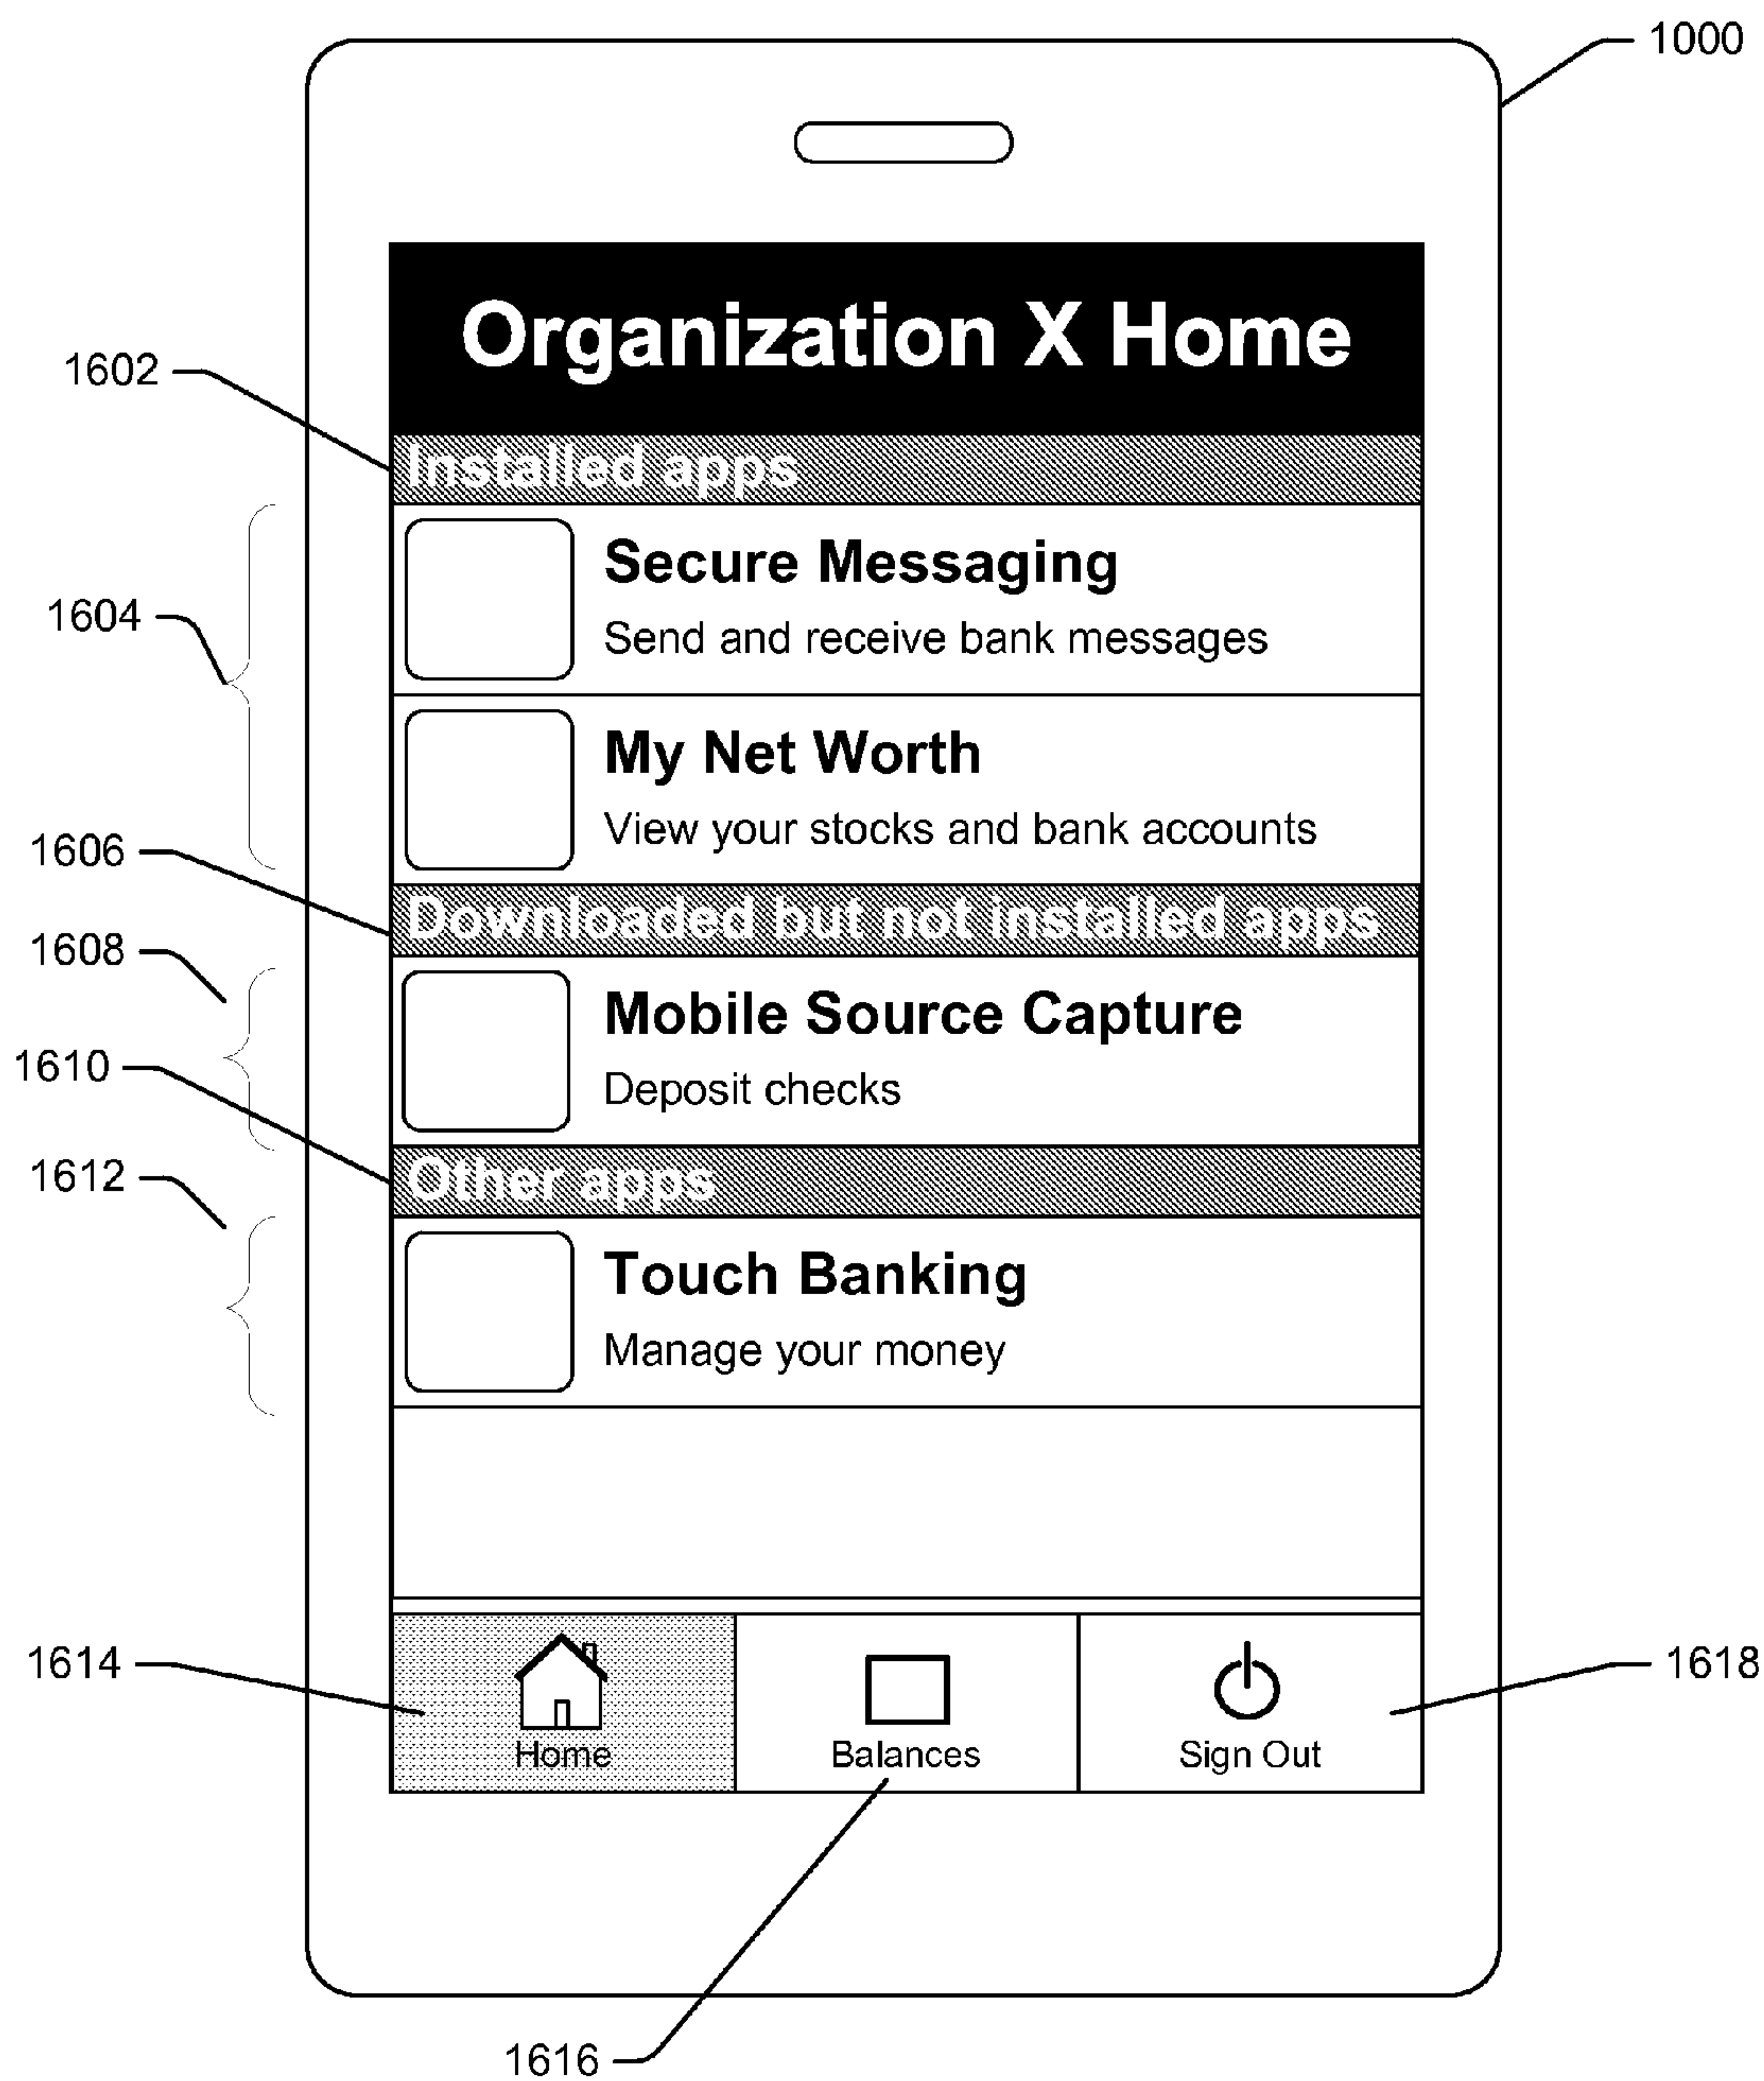 1000
Organization X Home
1602
Installed apps
Secure Messaging
1604
Send and receive bank messages
My Net Worth
View your stocks and bank accounts
1606
Downloaded but not installed apps
1608
Mobile Source Capture
1610
Deposit checks
1612
Other apps
Touch Banking
Manage your money
1614
1618
Home
Balances
Sign Out
1616